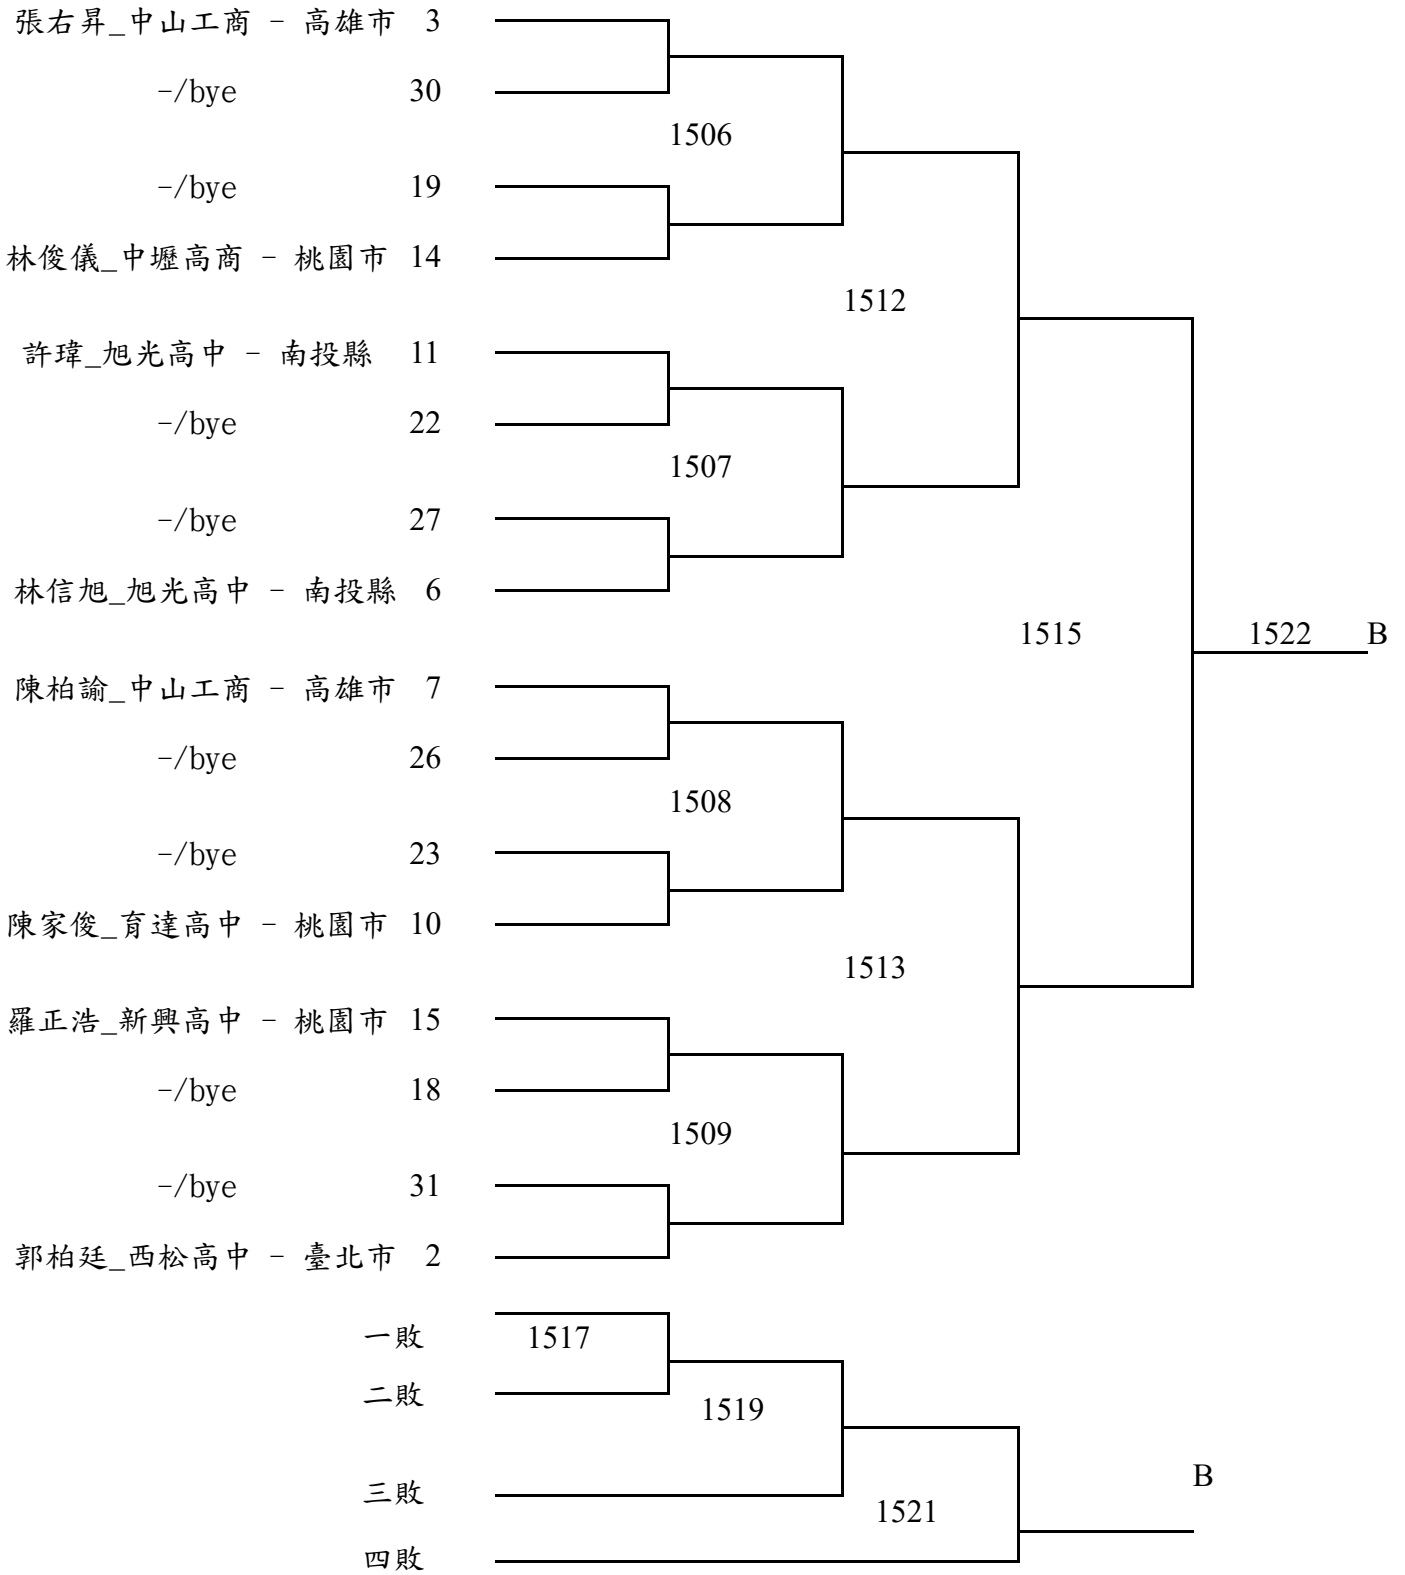 張右昇_中山工商 - 高雄市 3
-/bye 30
1506
-/bye 19
林俊儀_中壢高商 - 桃園市 14
1512
許瑋_旭光高中 - 南投縣 11
-/bye 22
1507
-/bye 27
林信旭_旭光高中 - 南投縣 6
1515 1522 B
陳柏諭_中山工商 - 高雄市 7
-/bye 26
1508
-/bye 23
陳家俊_育達高中 - 桃園市 10
1513
羅正浩_新興高中 - 桃園市 15
-/bye 18
1509
-/bye 31
郭柏廷_西松高中 - 臺北市 2
一敗 1517
二敗
1519
B
三敗
1521
四敗